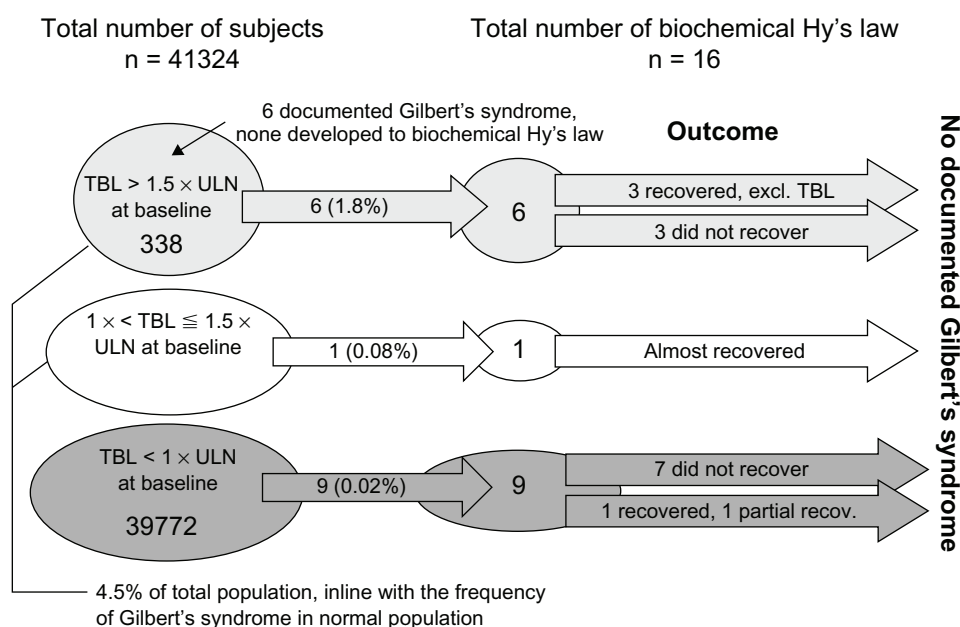 Total number of subjects
n = 41324
Total number of biochemical Hy's law
n = 16
6 documented Gilbert's syndrome,
none developed to biochemical Hy's law
Outcome
TBL > 1.5 × ULN
at baseline
338
6 (1.8%)
6
3 recovered, excl. TBL
3 did not recover
1 × < TBL ≦ 1.5 ×
ULN at baseline
1 (0.08%)
1
Almost recovered
TBL < 1 × ULN
at baseline
39772
9 (0.02%)
9
7 did not recover
1 recovered, 1 partial recov.
No documented Gilbert's syndrome
4.5% of total population, inline with the frequency
of Gilbert's syndrome in normal population